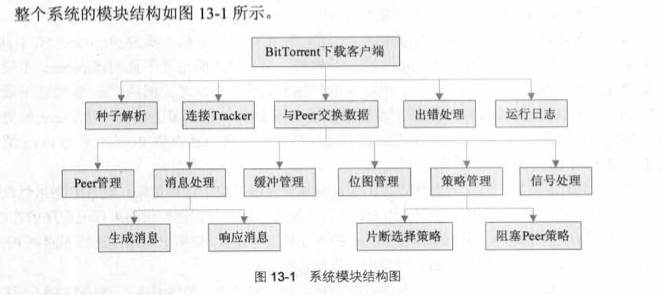 整个系统的模块结构如图 13-1 所示。
BitTorrent下载客户端
种子解析
连接Tracker
与Peer交换数据
出错处理
运行日志
Peer管理
消息处理
缓冲管理
位图管理
策略管理
信号处理
生成消息
响应消息
片断选择策略
阻塞Peer策略
图 13-1 系统模块结构图